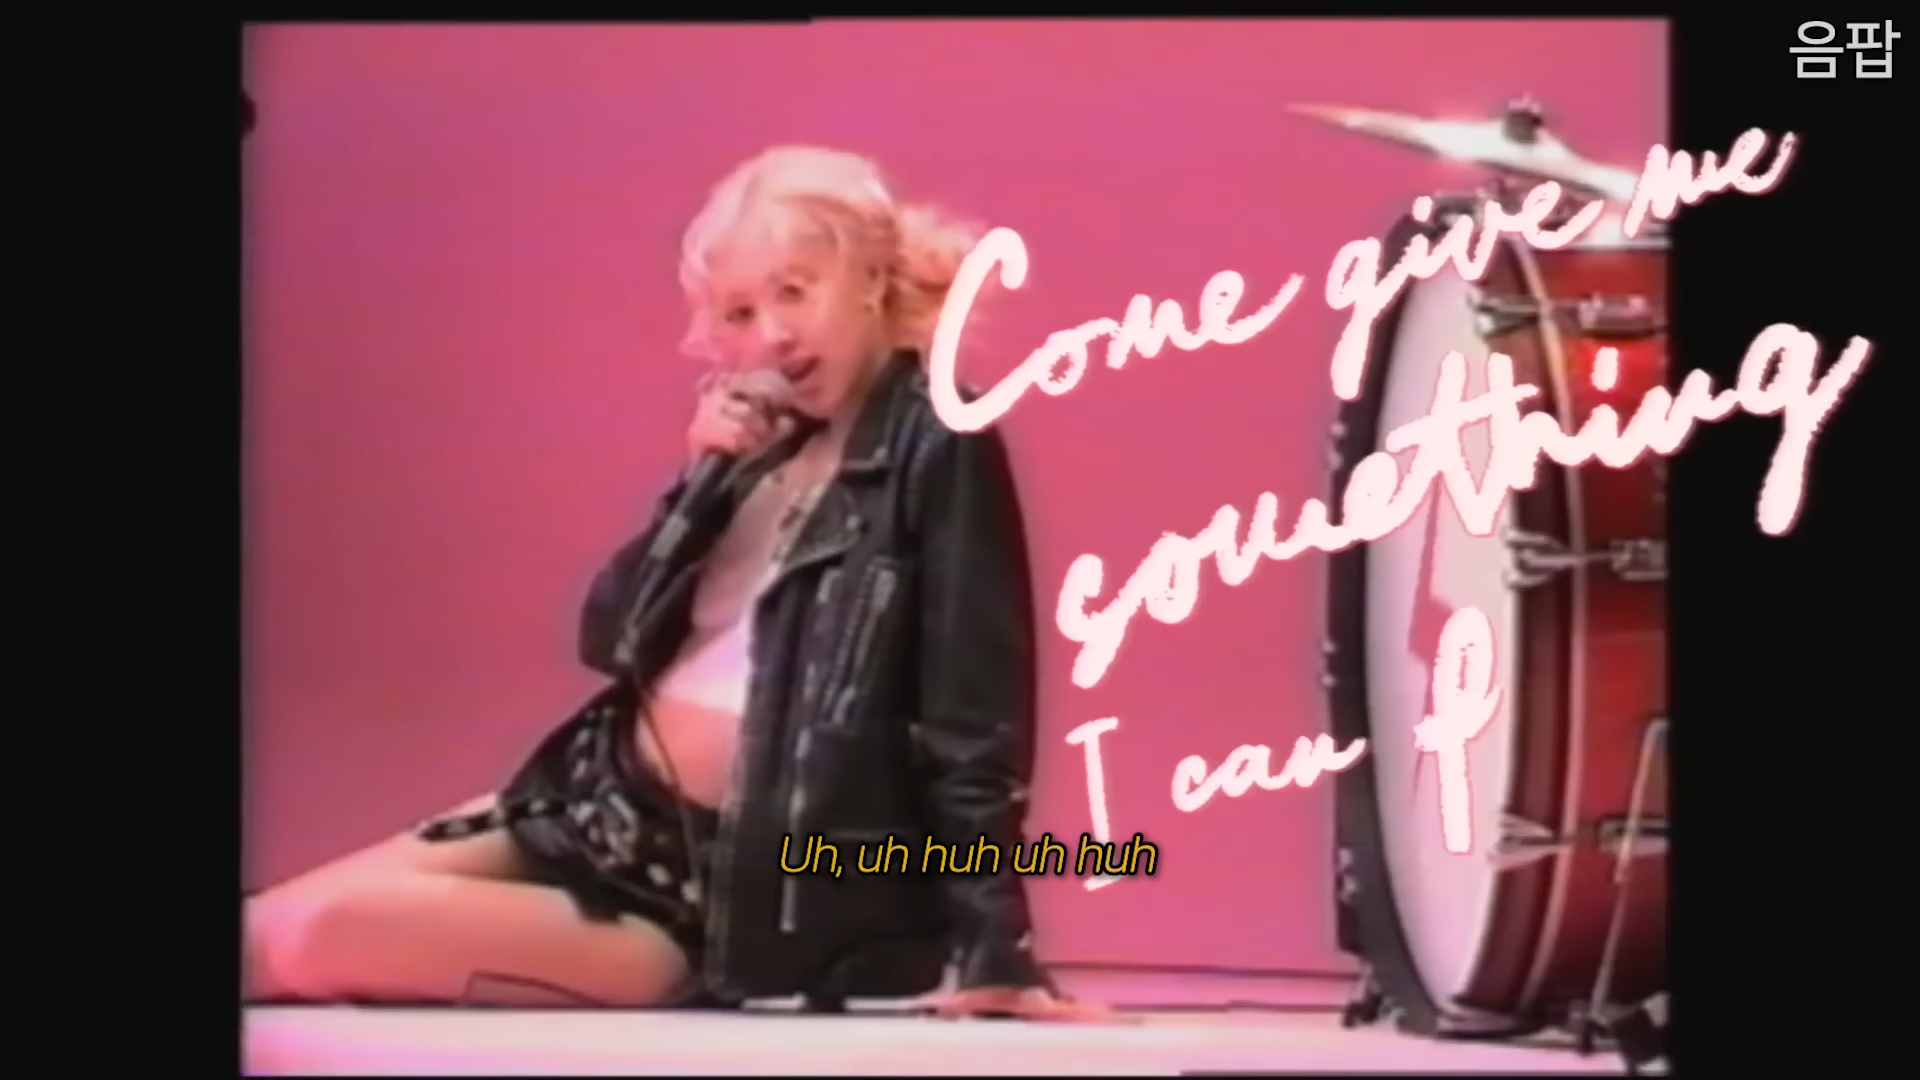 음팝
Come give me
something
I can f
Uh, uh huh uh huh